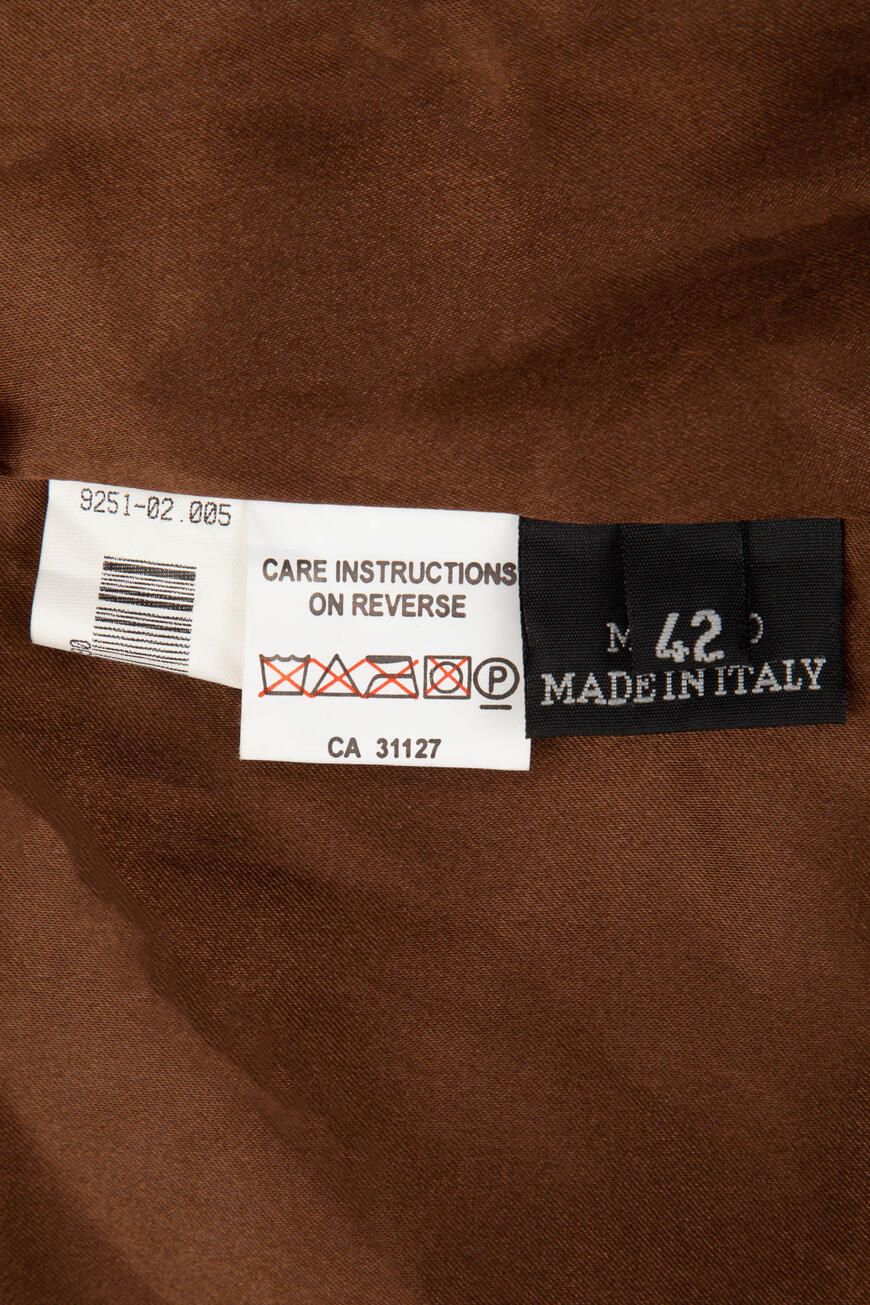 9251-02.005
CARE INSTRUCTIONS
ON REVERSE
P
CA 31127
42
MADE IN ITALY